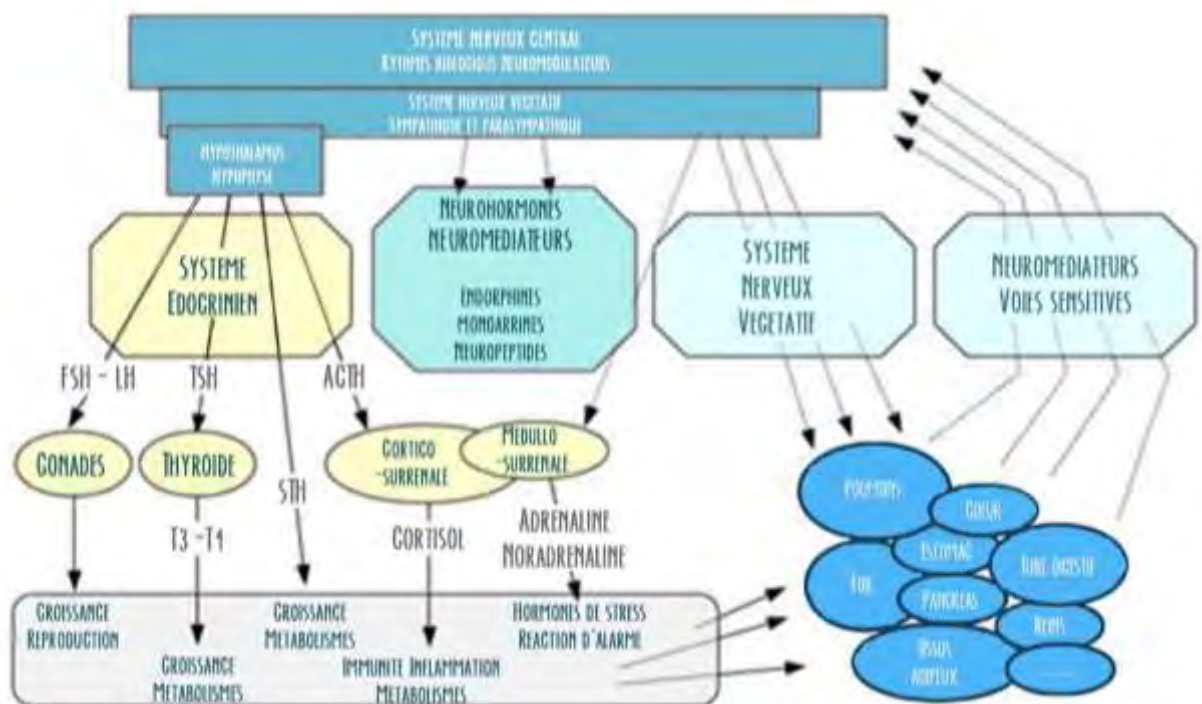 SYSTEME NERVEUX CENTRAL
RYTHMES BIOLOGIQUES NEUROMODULATEURS
SYSTEME NERVEUX VEGETATIF
SYMPATHIQUE ET PARASYMPATHIQUE
HYPOTHALAMUS
HYPOPHYSE
SYSTEME
EDOCRINIEN
NEUROHORMONES
NEUROMEDIATEURS
ENDORPHINES
MONOARRINES
NEUROPEPTIDES
SYSTEME
NERVEUX
VEGETATIF
NEUROMEDIATEURS
VOIES SENSITIVES
FSH - LH
TSH
ACTH
STH
GONADES
THYROIDE
CORTICO
-SURRENALE
MEDULLO
-SURRENALE
T3 -T4
CORTISOL
ADRENALINE
NORADRENALINE
CROISSANCE
REPRODUCTION
CROISSANCE
METABOLISMES
CROISSANCE
METABOLISMES
IMMUNITE INFLAMMATION
METABOLISMES
HORMONES DE STRESS
REACTION D'ALARME
POUMONS
COEUR
ESTOMAC
FOIE
PANCREAS
TUBE DIGESTIF
REINS
TISSUS
ADIPEUX